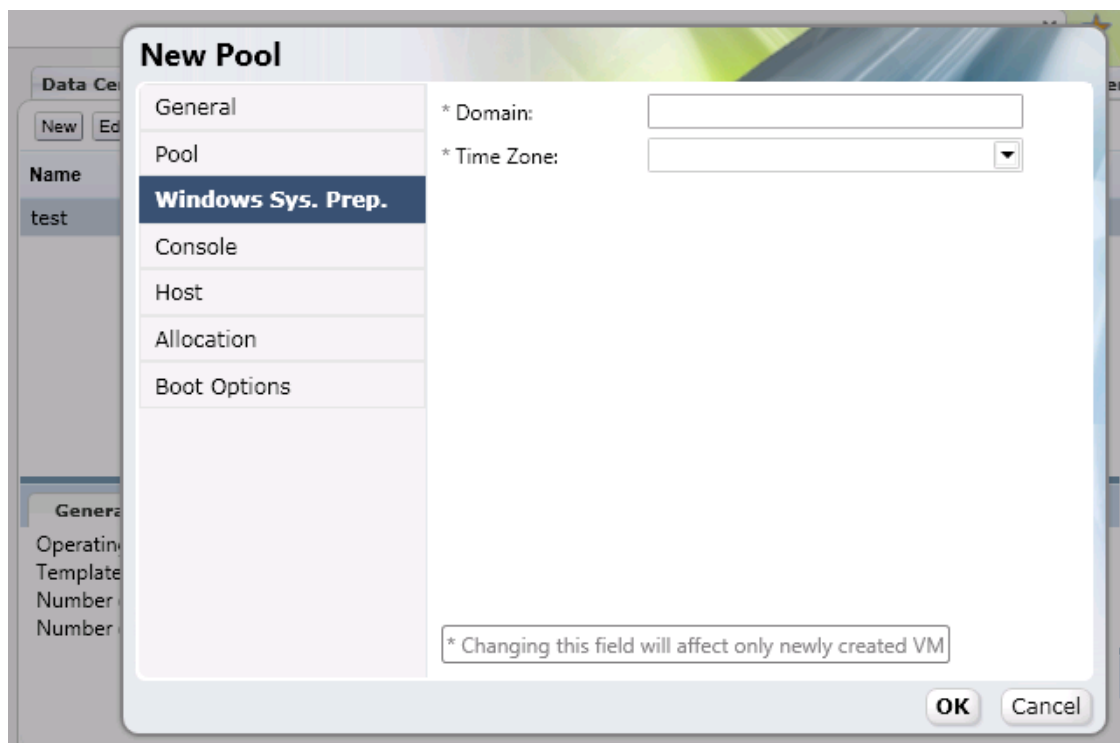 New Pool
Data Ce
New Ed
Name
test
General
Pool
Windows Sys. Prep.
Console
Host
Allocation
Boot Options
* Domain:
* Time Zone:
* Changing this field will affect only newly created VM
Genera
Operatin
Template
Number
Number
OK Cancel